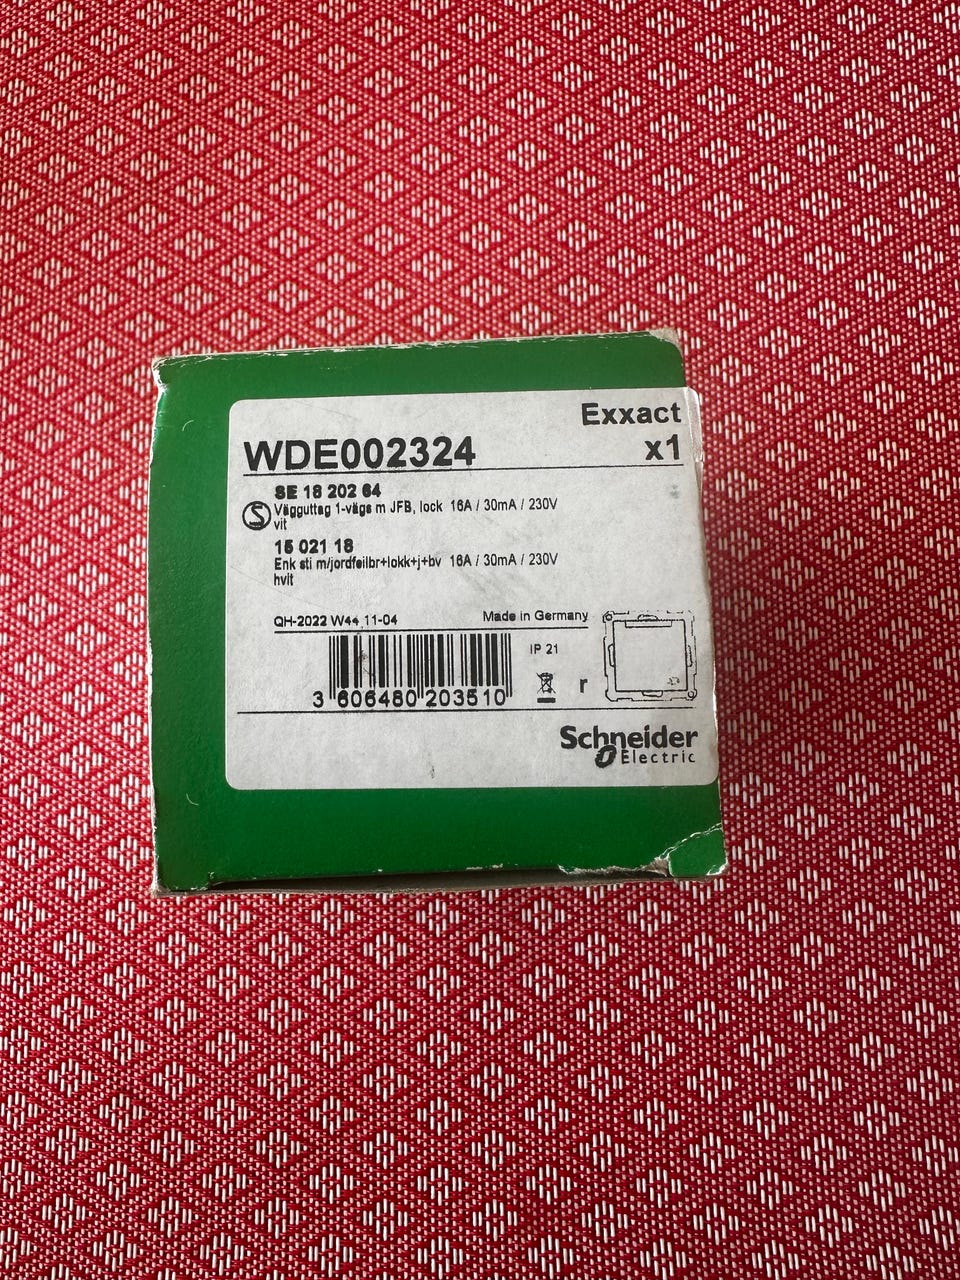 Exxact
WDE002324 x1
SE 18 202 64
S Vägguttag 1-vägs m JFB, lock 16A / 30mA / 230V
vit
15 021 18
Enk sti m/jordfeilbr+lokk+j+bv 16A / 30mA / 230V
hvit
QH-2022 W44 11-04 Made in Germany
IP 21
r
3 606480 203510
Schneider
Electric